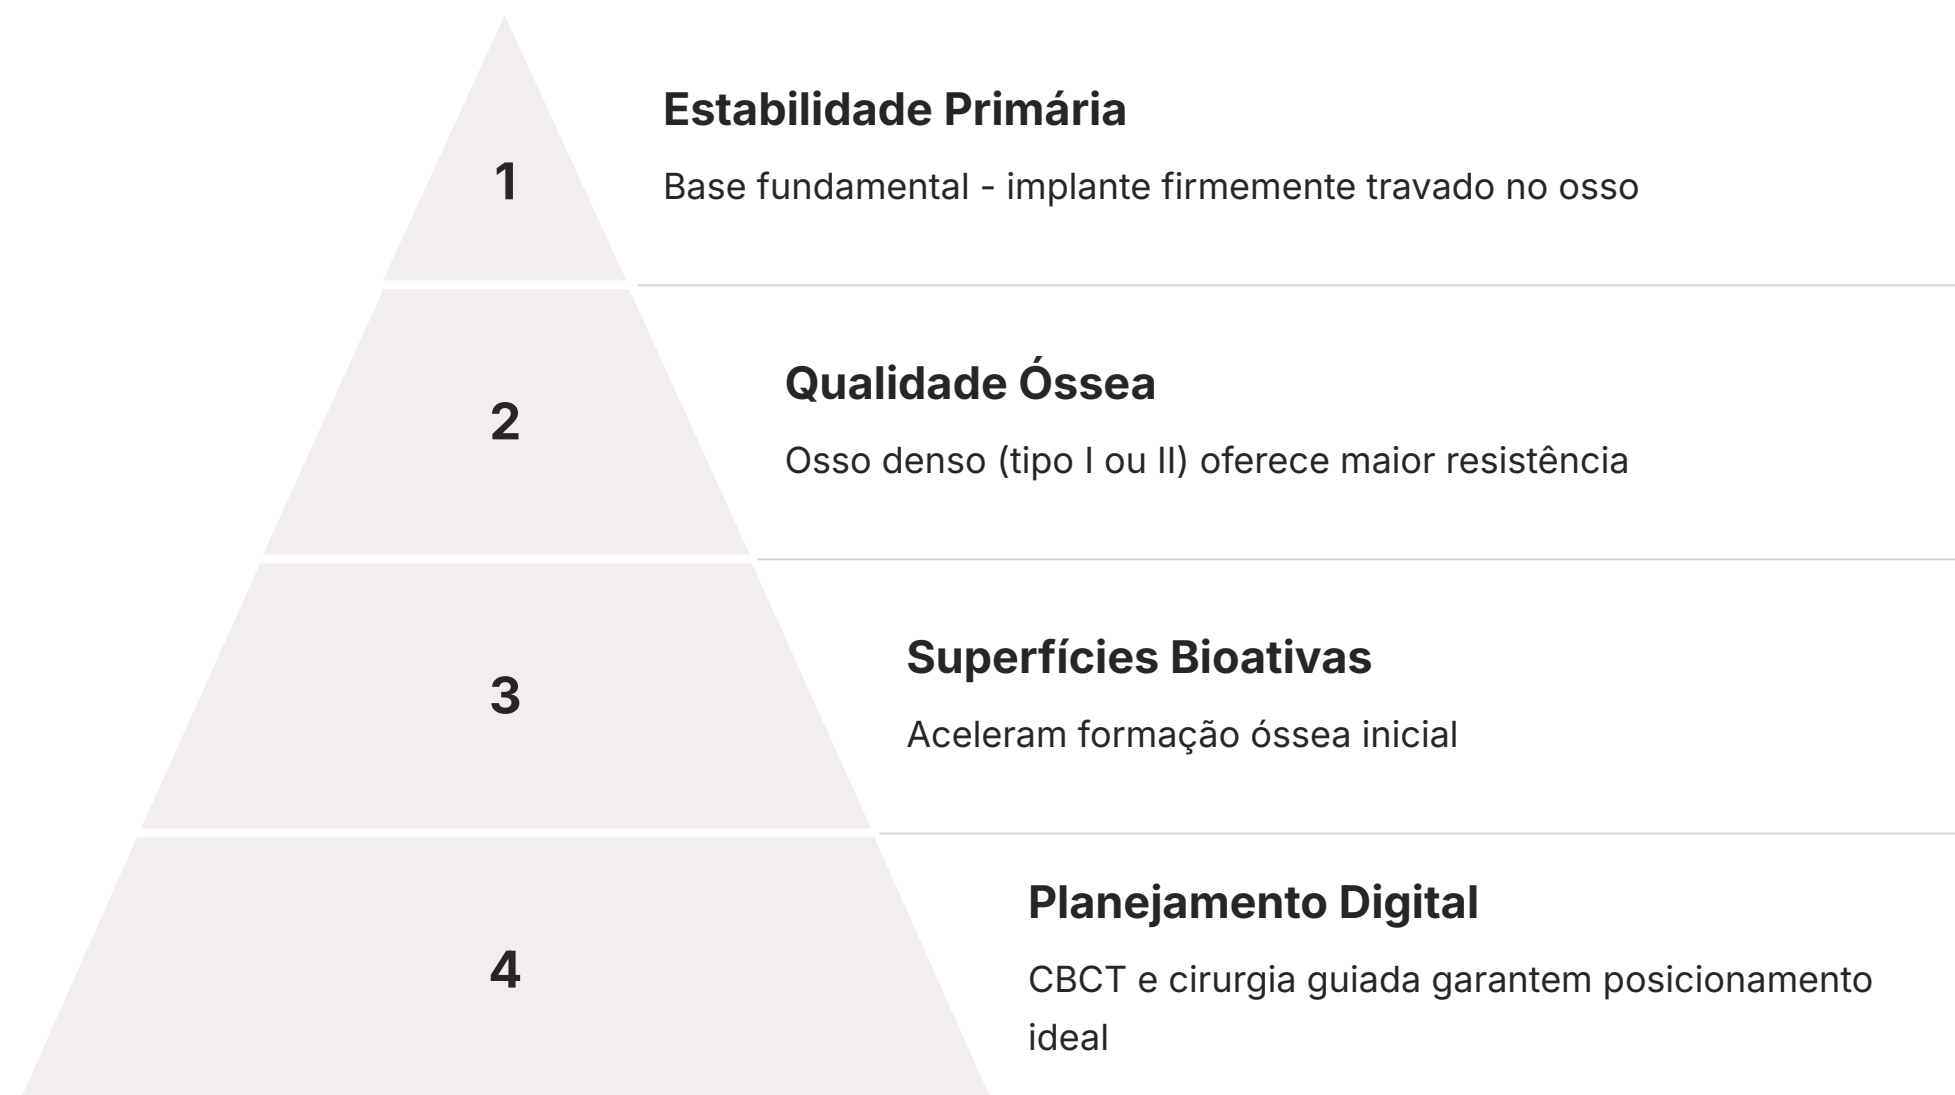 1
Estabilidade Primária
Base fundamental - implante firmemente travado no osso
2
Qualidade Óssea
Osso denso (tipo I ou II) oferece maior resistência
3
Superfícies Bioativas
Aceleram formação óssea inicial
4
Planejamento Digital
CBCT e cirurgia guiada garantem posicionamento
ideal